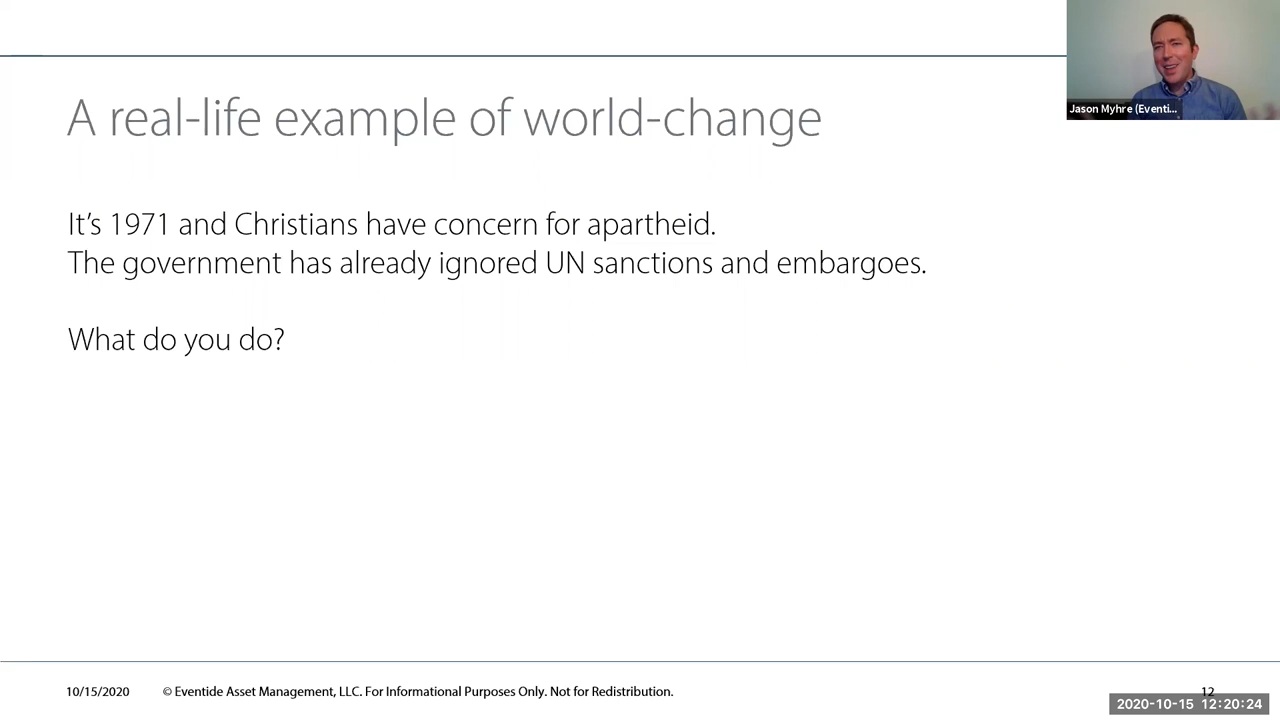 Jason Myhre (Eventi...
A real-life example of world-change
It’s 1971 and Christians have concern for apartheid.
The government has already ignored UN sanctions and embargoes.
What do you do?
10/15/2020 © Eventide Asset Management, LLC. For Informational Purposes Only. Not for Redistribution. 12
2020-10-15 12:20:24